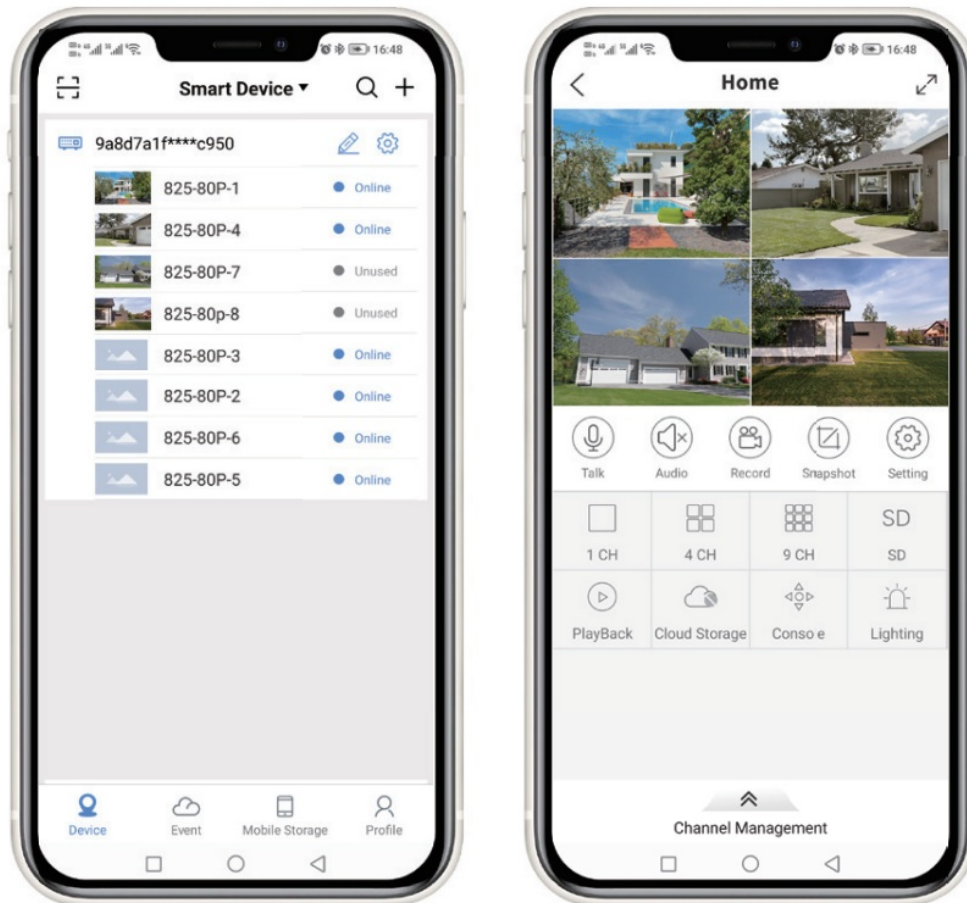 16:48
Smart Device
9a8d7a1f****c950
825-80P-1 Online
825-80P-4 Online
825-80P-7 Unused
825-80p-8 Unused
825-80P-3 Online
825-80P-2 Online
825-80P-6 Online
825-80P-5 Online
Device Event Mobile Storage Profile
16:48
Home
Talk Audio Record Snapshot Setting
SD
1 CH 4 CH 9 CH SD
PlayBack Cloud Storage Conso e Lighting
Channel Management